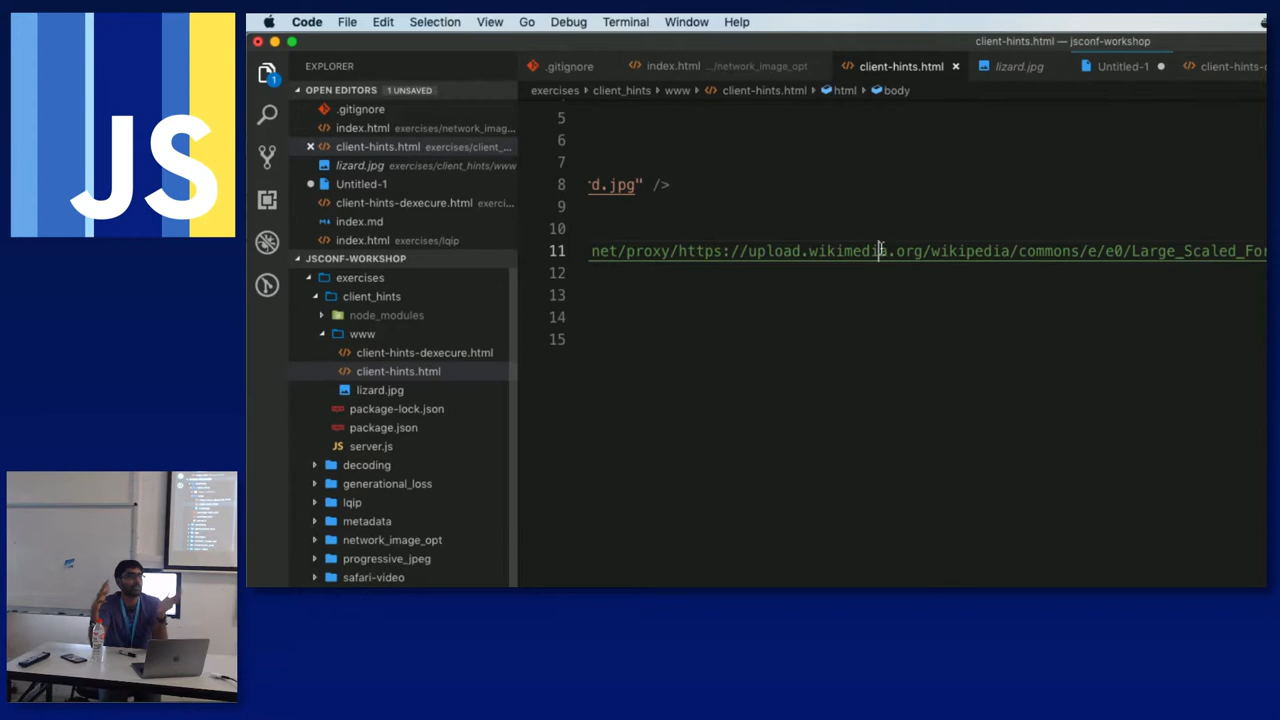 JS
Code File Edit Selection View Go Debug Terminal Window Help
client-hints.html — jsconf-workshop
1
EXPLORER
OPEN EDITORS 1 UNSAVED
.gitignore
index.html exercises/network_imag...
client-hints.html exercises/client_...
lizard.jpg exercises/client_hints/www
Untitled-1
client-hints-dexecure.html exerci...
index.md
index.html exercises/lqip
JSCONF-WORKSHOP
exercises
client_hints
node_modules
www
client-hints-dexecure.html
client-hints.html
lizard.jpg
package-lock.json
package.json
JS server.js
decoding
generational_loss
lqip
metadata
network_image_opt
progressive_jpeg
safari-video
.gitignore index.html .../network_image_opt client-hints.html lizard.jpg Untitled-1 client-hints-
exercises client_hints www client-hints.html html body
5
6
7
8 d.jpg" />
9
10
11 net/proxy/https://upload.wikimedia.org/wikipedia/commons/e/e0/Large_Scaled_For
12
13
14
15